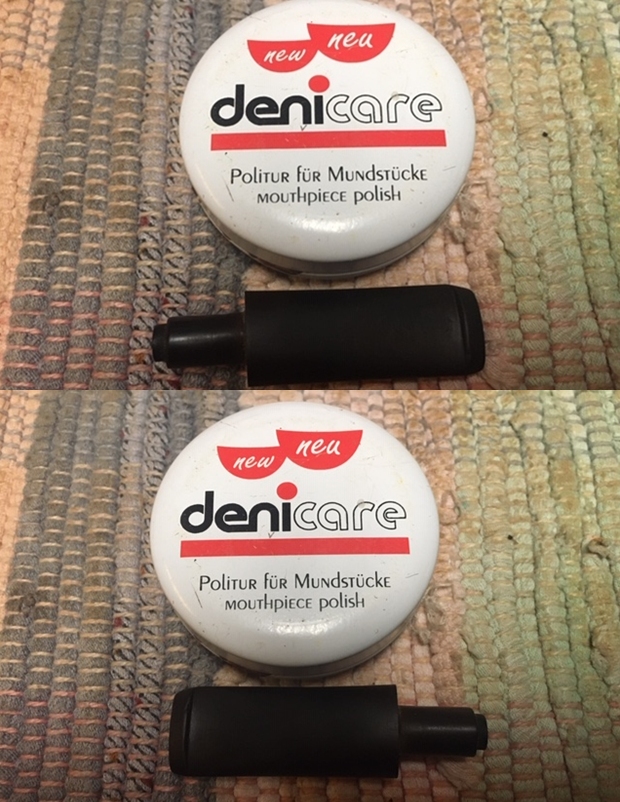 new neu
denicare
Politur für Mundstücke
mouthpiece polish
new neu
denicare
Politur für Mundstücke
mouthpiece polish